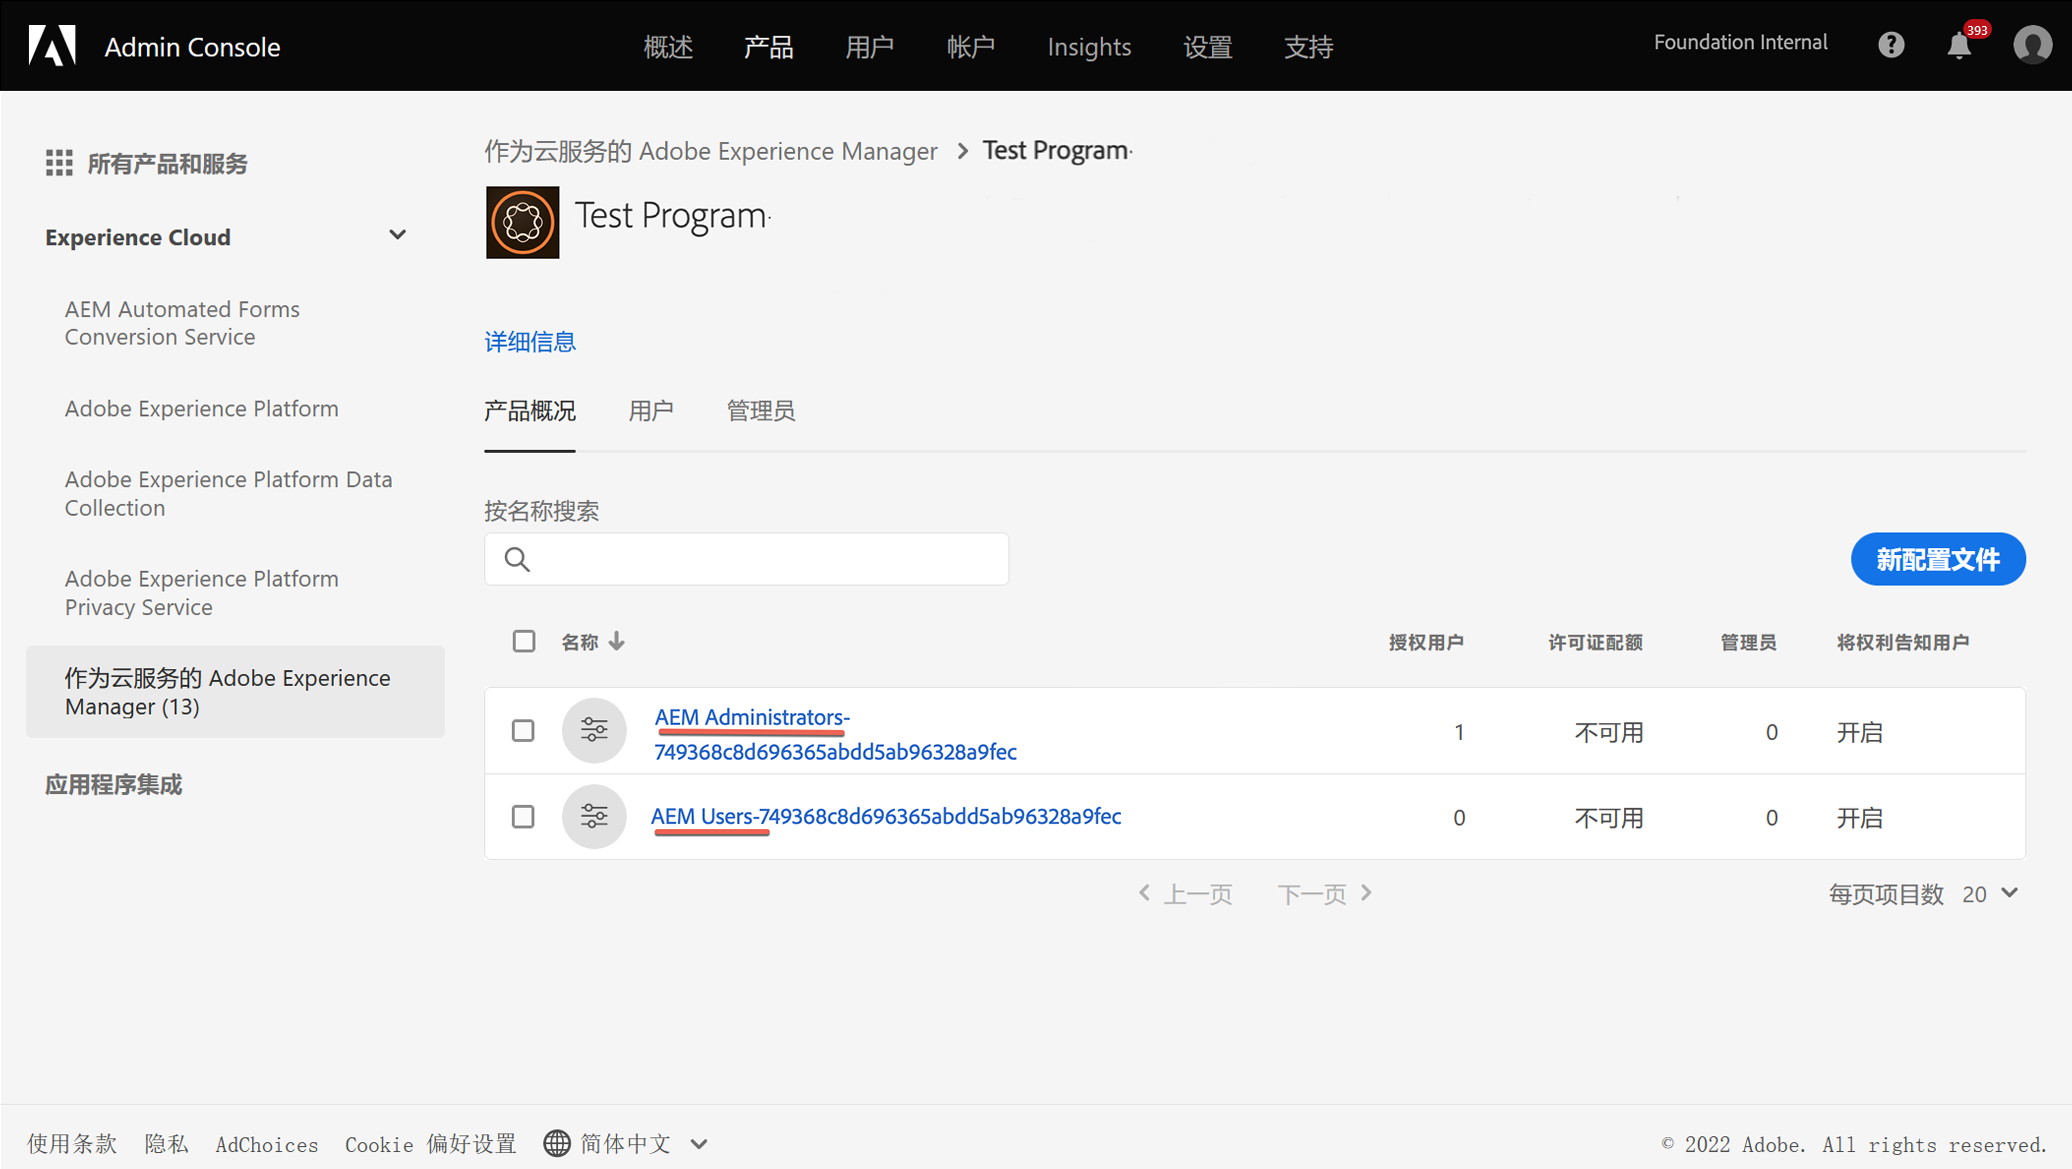 Admin Console
概述 产品 用户 帐户 Insights 设置 支持
Foundation Internal
393
所有产品和服务
Experience Cloud
AEM Automated Forms
Conversion Service
Adobe Experience Platform
Adobe Experience Platform Data
Collection
Adobe Experience Platform
Privacy Service
作为云服务的 Adobe Experience
Manager (13)
应用程序集成
作为云服务的 Adobe Experience Manager > Test Program
Test Program
详细信息
产品概况 用户 管理员
按名称搜索
新配置文件
名称 授权用户 许可证配额 管理员 将权利告知用户
AEM Administrators-
749368c8d696365abdd5ab96328a9fec
1 不可用 0 开启
AEM Users-749368c8d696365abdd5ab96328a9fec 0 不可用 0 开启
上一页 下一页
每页项目数 20
使用条款 隐私 AdChoices Cookie 偏好设置 简体中文
© 2022 Adobe. All rights reserved.